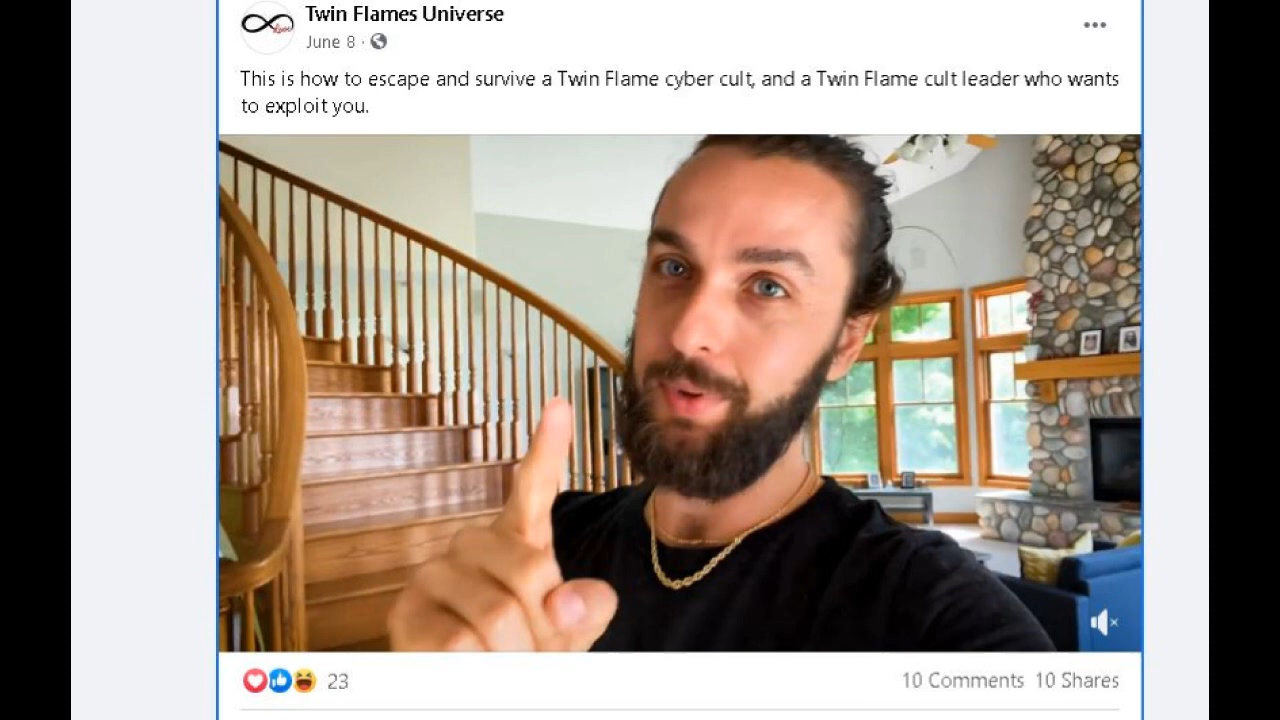 Twin Flames Universe
June 8
This is how to escape and survive a Twin Flame cyber cult, and a Twin Flame cult leader who wants
to exploit you.
23
10 Comments 10 Shares